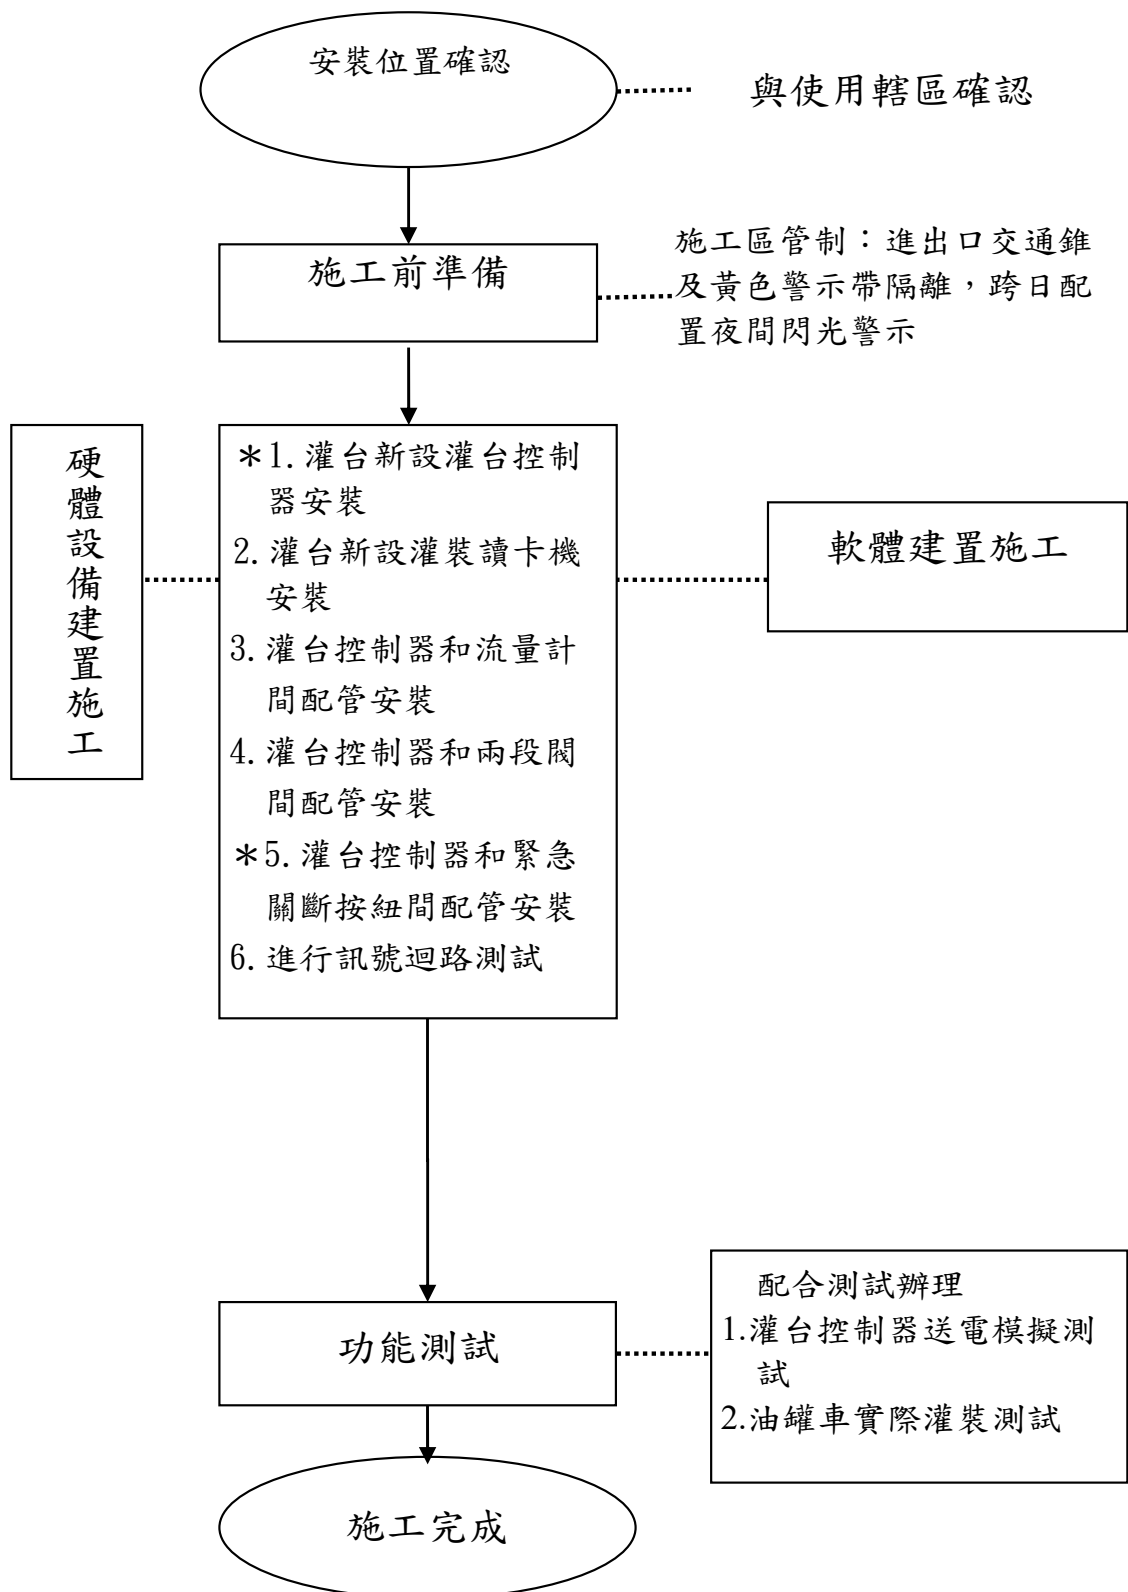 安裝位置確認
與使用轄區確認
施工前準備
施工區管制：進出口交通錐
及黃色警示帶隔離，跨日配
置夜間閃光警示
硬體設備建置施工
＊1.灌台新設灌台控制
器安裝
2.灌台新設灌裝讀卡機
安裝
3.灌台控制器和流量計
間配管安裝
4.灌台控制器和兩段閥
間配管安裝
＊5.灌台控制器和緊急
關斷按紐間配管安裝
6.進行訊號迴路測試
軟體建置施工
功能測試
配合測試辦理
1.灌台控制器送電模擬測
試
2.油罐車實際灌裝測試
施工完成